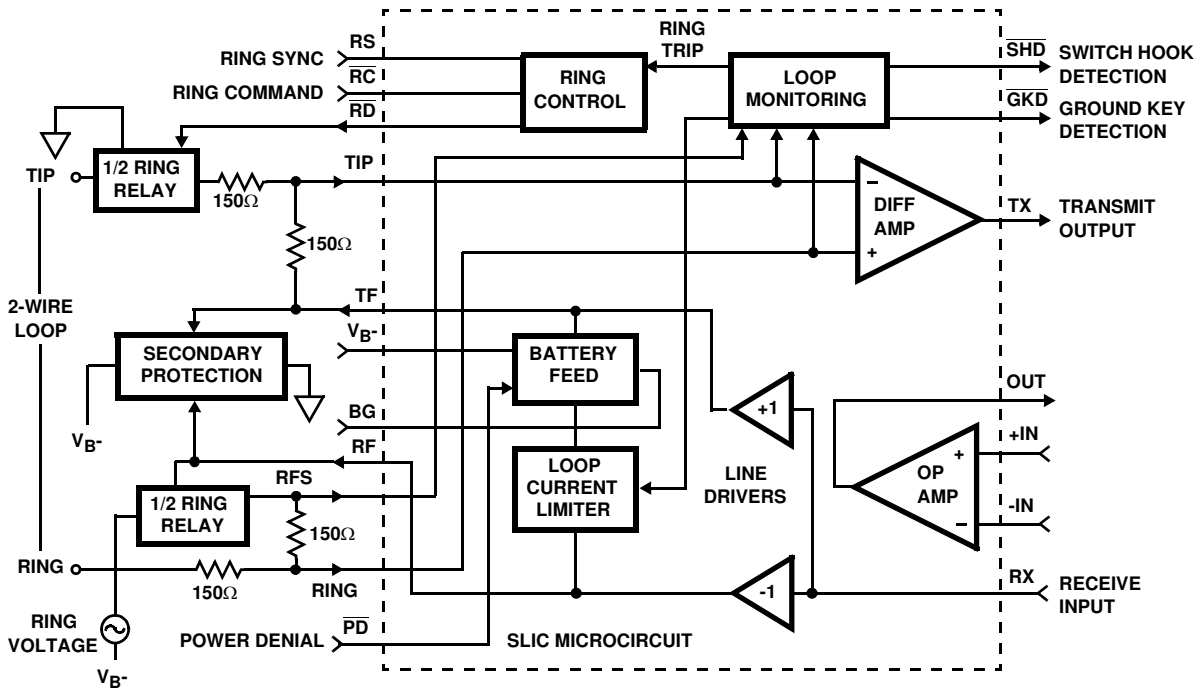 RING SYNC
RS
RING COMMAND
RC
RD
RING
TRIP
RING
CONTROL
LOOP
MONITORING
SHD
SWITCH HOOK
DETECTION
GKD
GROUND KEY
DETECTION
TIP
1/2 RING
RELAY
150Ω
TIP
150Ω
−
DIFF
AMP
+
TX
TRANSMIT
OUTPUT
2-WIRE
LOOP
TF
VB-
SECONDARY
PROTECTION
VB-
BATTERY
FEED
BG
RF
+1
LINE
DRIVERS
OUT
+IN
-IN
+
OP
AMP
−
RFS
1/2 RING
RELAY
150Ω
LOOP
CURRENT
LIMITER
RING
150Ω
RING
-1
RX
RECEIVE
INPUT
RING
VOLTAGE
VB-
POWER DENIAL
PD
SLIC MICROCIRCUIT